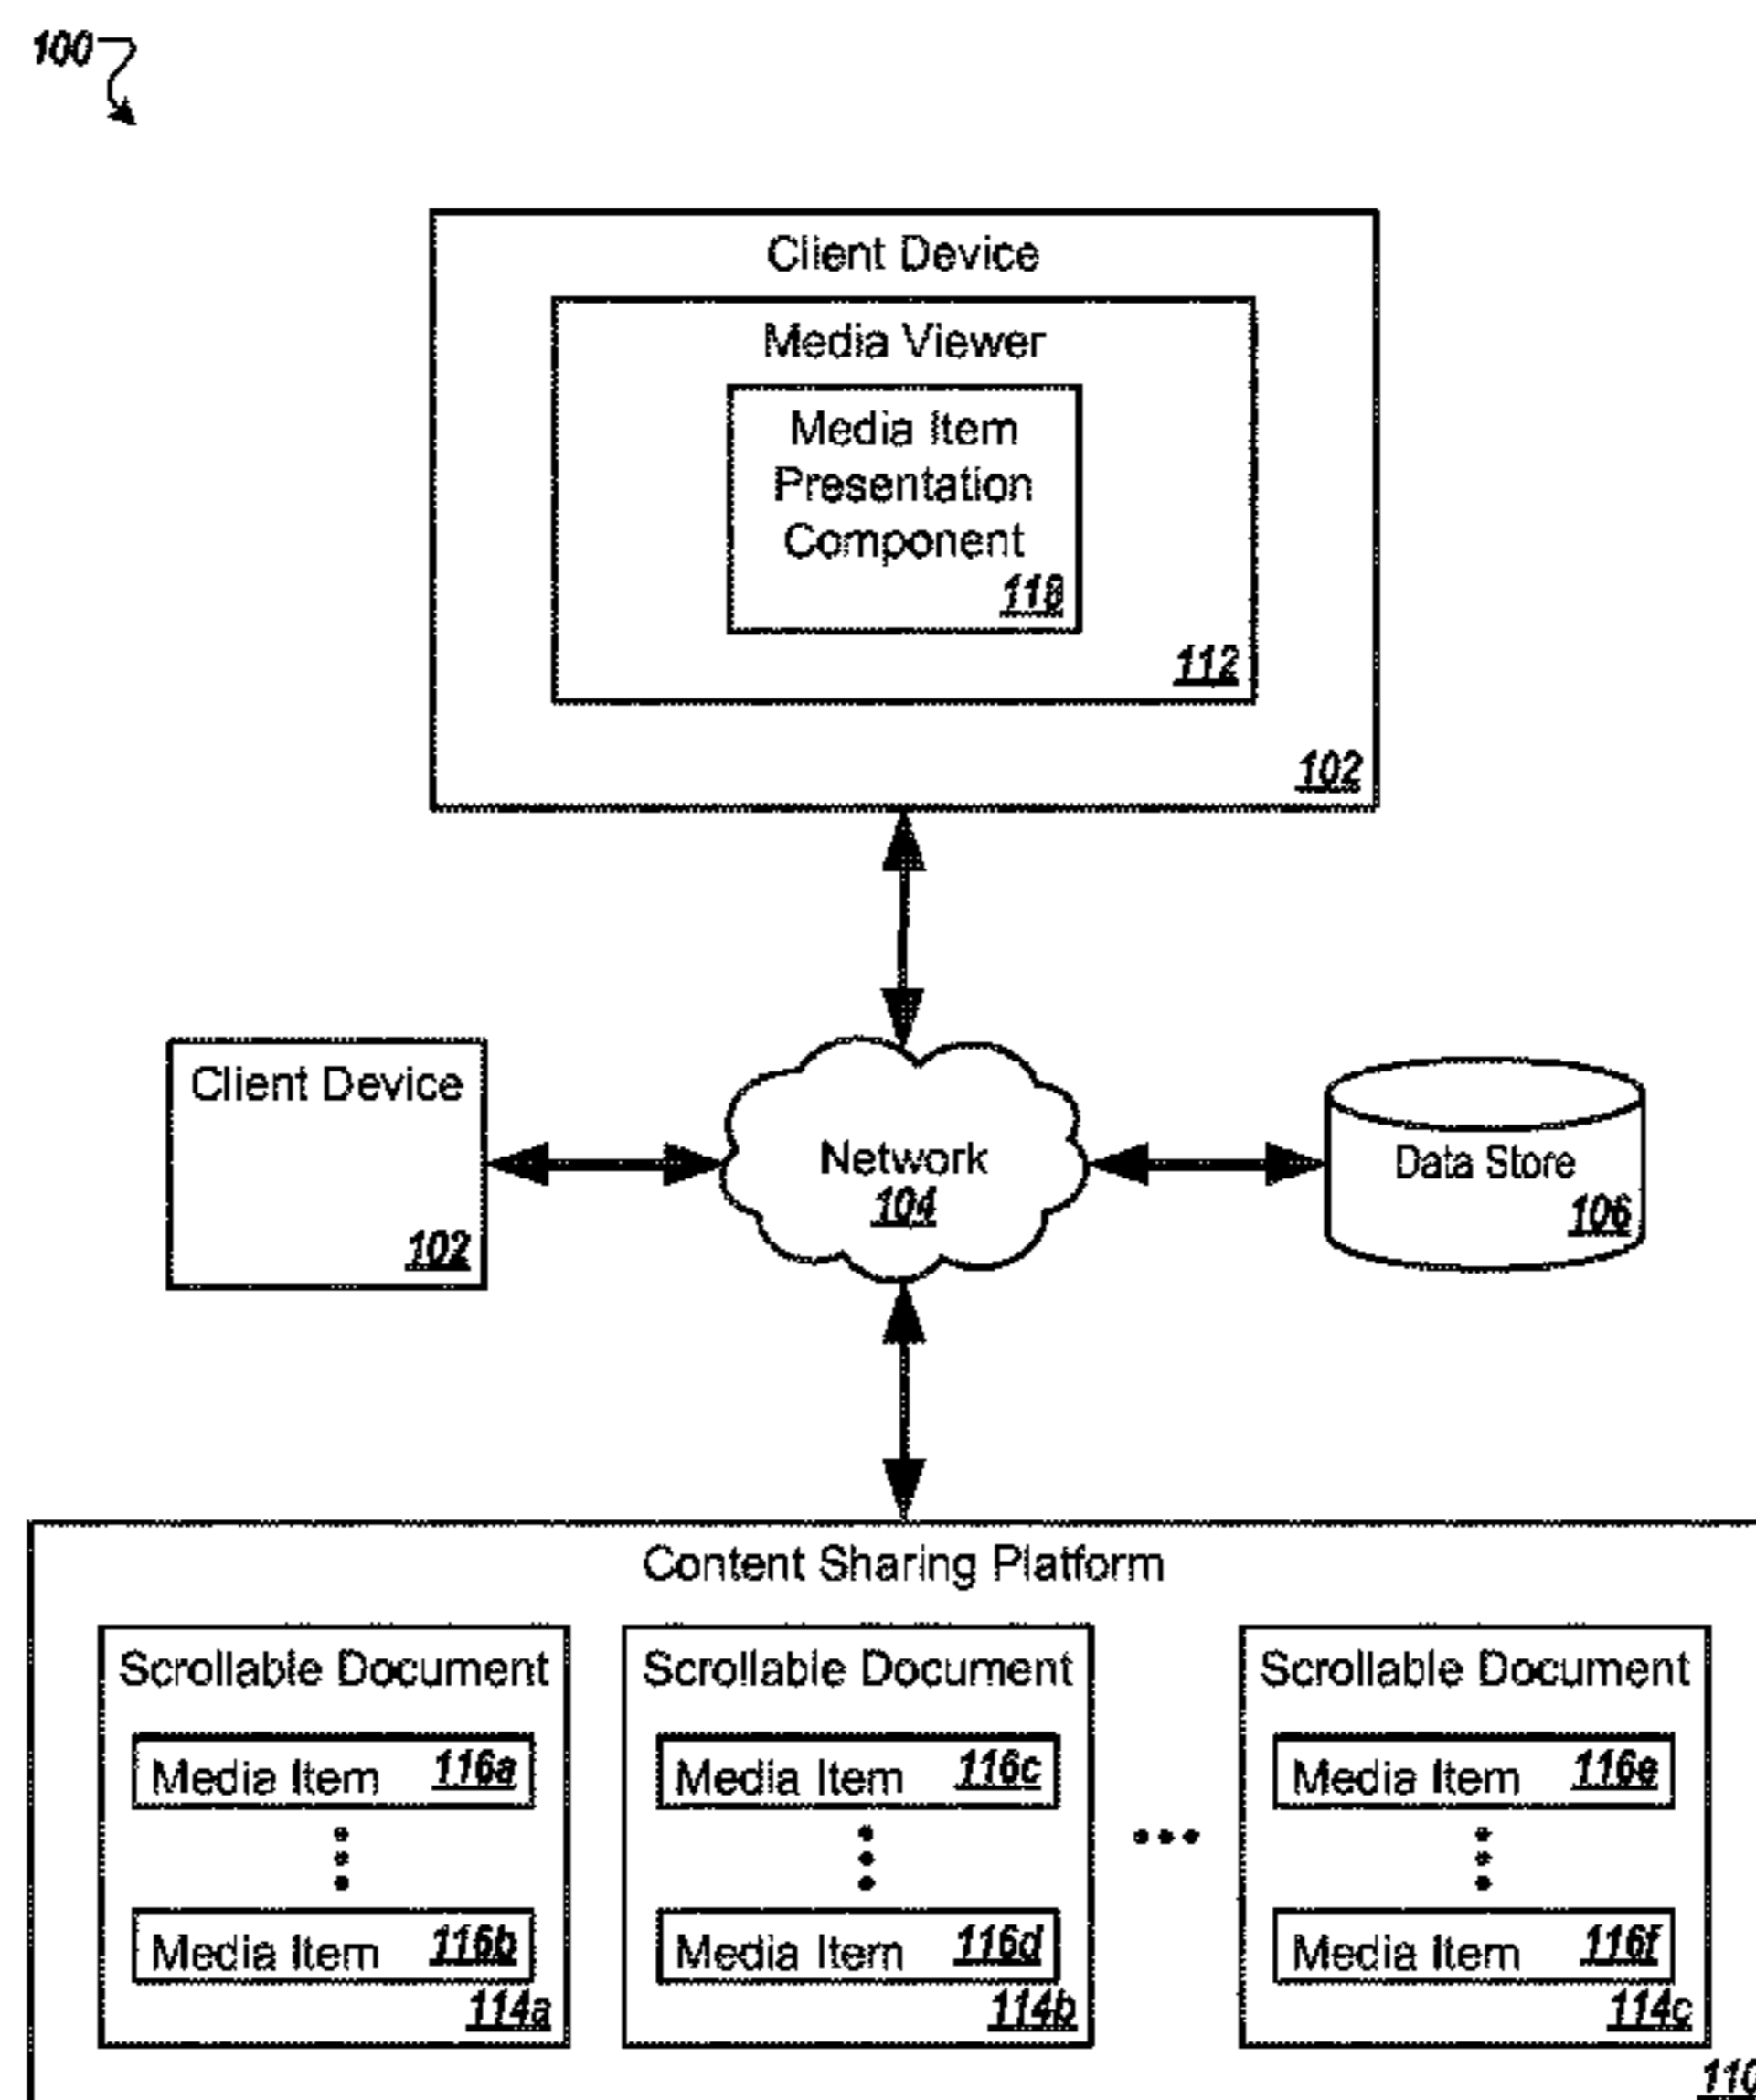 100
Client Device
Media Viewer
Media Item
Presentation
Component
118
112
102
Client Device
102
Network
104
Data Store
106
Content Sharing Platform
Scrollable Document
Media Item 116a
Media Item 116b
114a
Scrollable Document
Media Item 116c
Media Item 116d
114b
Scrollable Document
Media Item 116e
Media Item 116f
114c
110